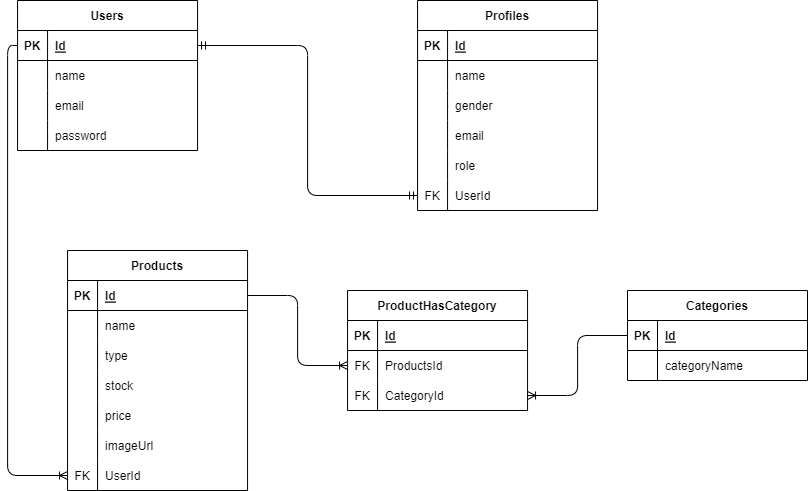 Users
PK Id
name
email
password
Profiles
PK Id
name
gender
email
role
FK UserId
Products
PK Id
name
type
stock
price
imageUrl
FK UserId
ProductHasCategory
PK Id
FK ProductsId
FK CategoryId
Categories
PK Id
categoryName